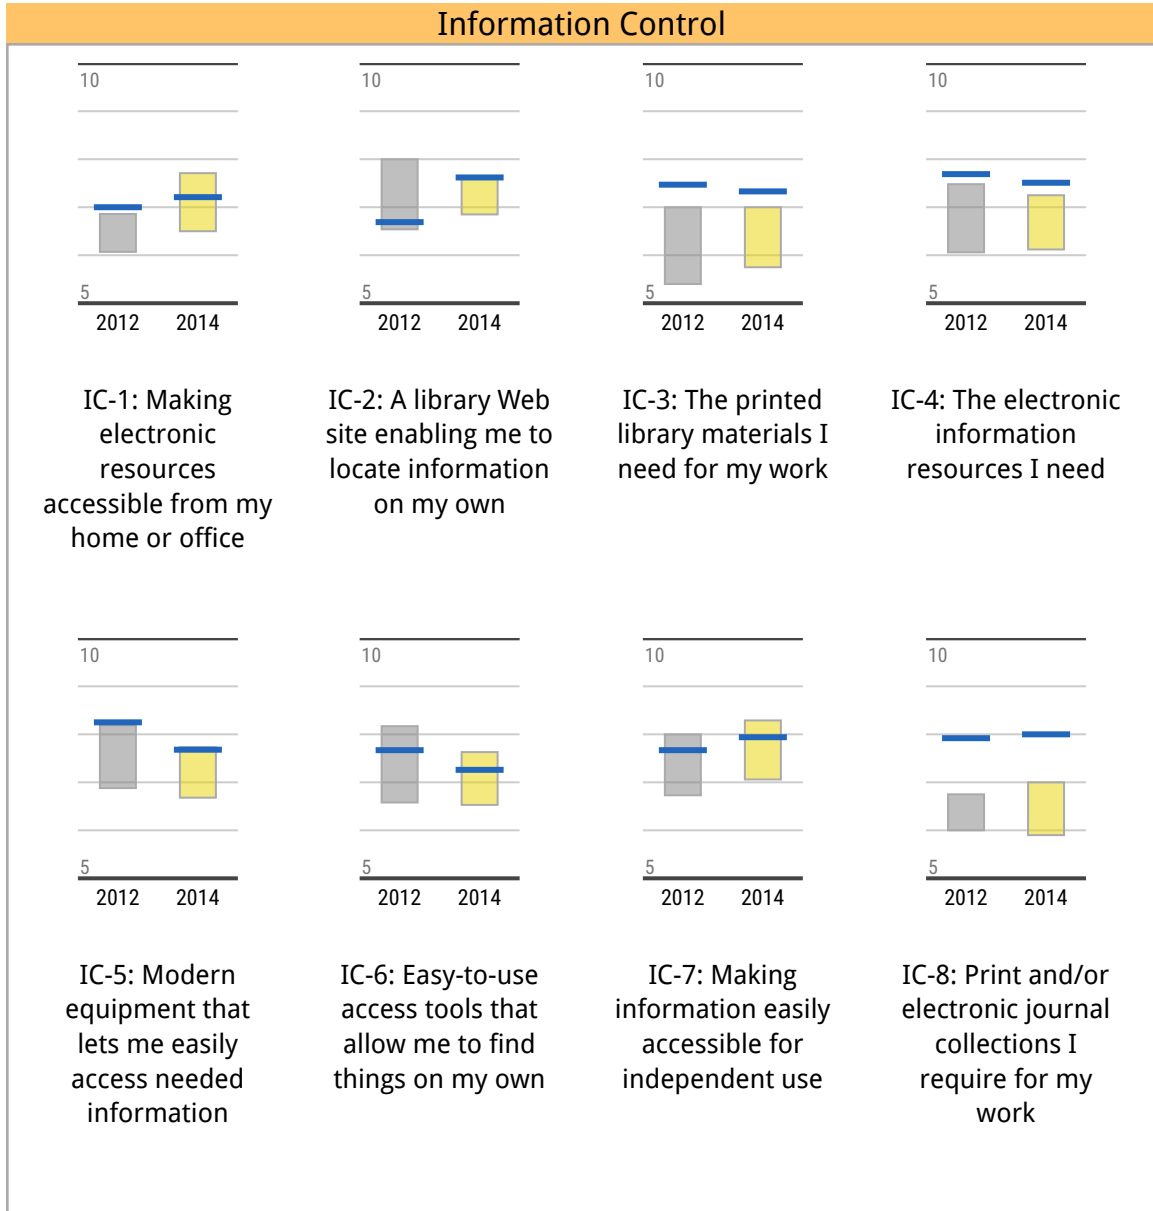 Information Control
10
5
2012 2014
IC-1: Making
electronic
resources
accessible from my
home or office
10
5
2012 2014
IC-2: A library Web
site enabling me to
locate information
on my own
10
5
2012 2014
IC-3: The printed
library materials I
need for my work
10
5
2012 2014
IC-4: The electronic
information
resources I need
10
5
2012 2014
IC-5: Modern
equipment that
lets me easily
access needed
information
10
5
2012 2014
IC-6: Easy-to-use
access tools that
allow me to find
things on my own
10
5
2012 2014
IC-7: Making
information easily
accessible for
independent use
10
5
2012 2014
IC-8: Print and/or
electronic journal
collections I
require for my
work